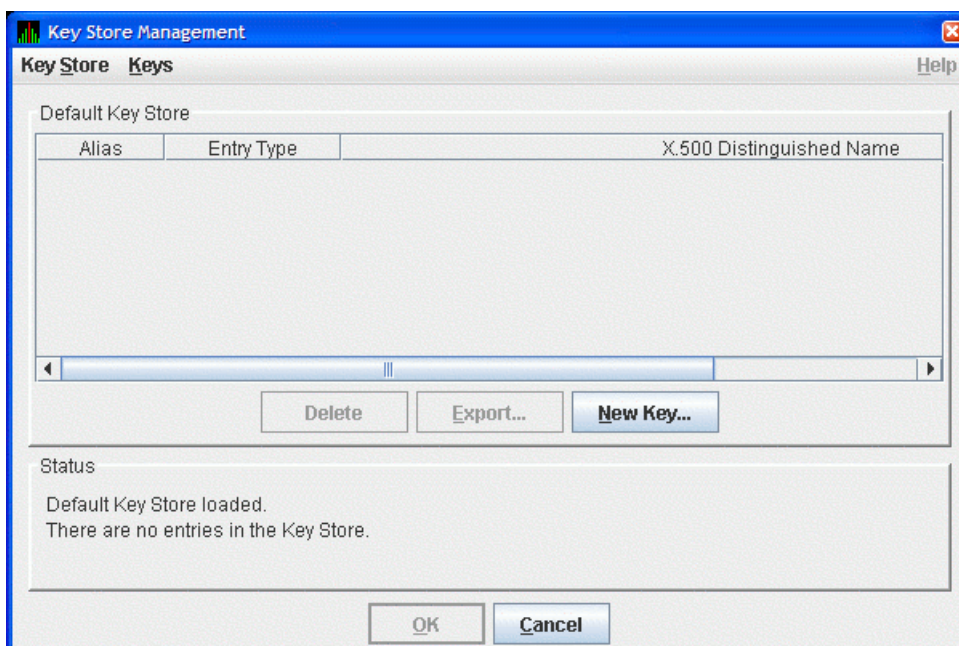 Key Store Management
Key Store Keys Help
Default Key Store
Alias Entry Type X.500 Distinguished Name
Delete Export... New Key...
Status
Default Key Store loaded.
There are no entries in the Key Store.
OK Cancel